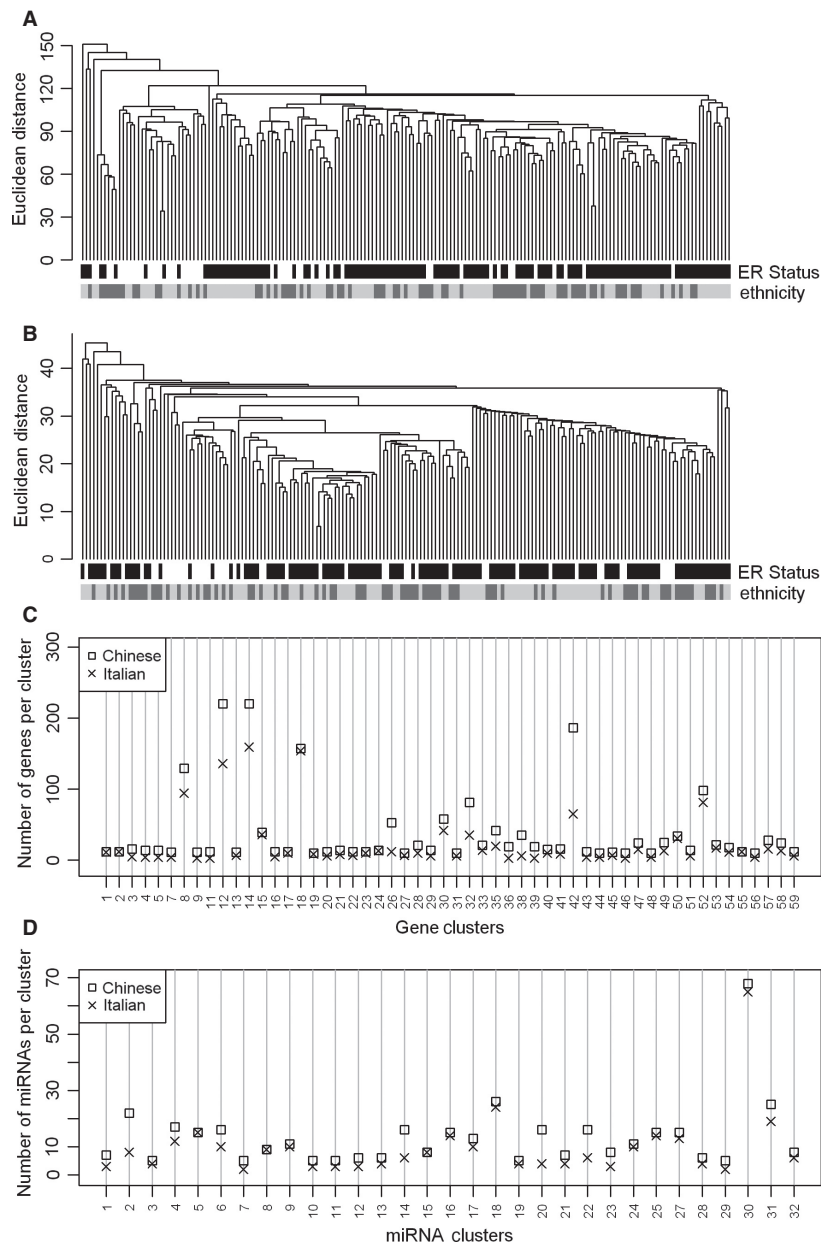 A
Euclidean distance
150
120
90
60
30
0
ER Status
ethnicity
B
Euclidean distance
40
30
20
10
0
ER Status
ethnicity
C
Number of genes per cluster
300
200
100
0
Chinese
Italian
1 2 3 4 5 7 8 9 11 12 13 14 15 16 17 18 19 20 21 22 23 24 26 27 28 29 30 31 32 33 35 36 38 39 40 41 42 43 44 45 46 47 48 49 50 51 52 53 54 55 56 57 58 59
Gene clusters
D
Number of miRNAs per cluster
70
50
30
10
0
Chinese
Italian
1 2 3 4 5 6 7 8 9 10 11 12 13 14 15 16 17 18 19 20 21 22 23 24 25 27 28 29 30 31 32
miRNA clusters